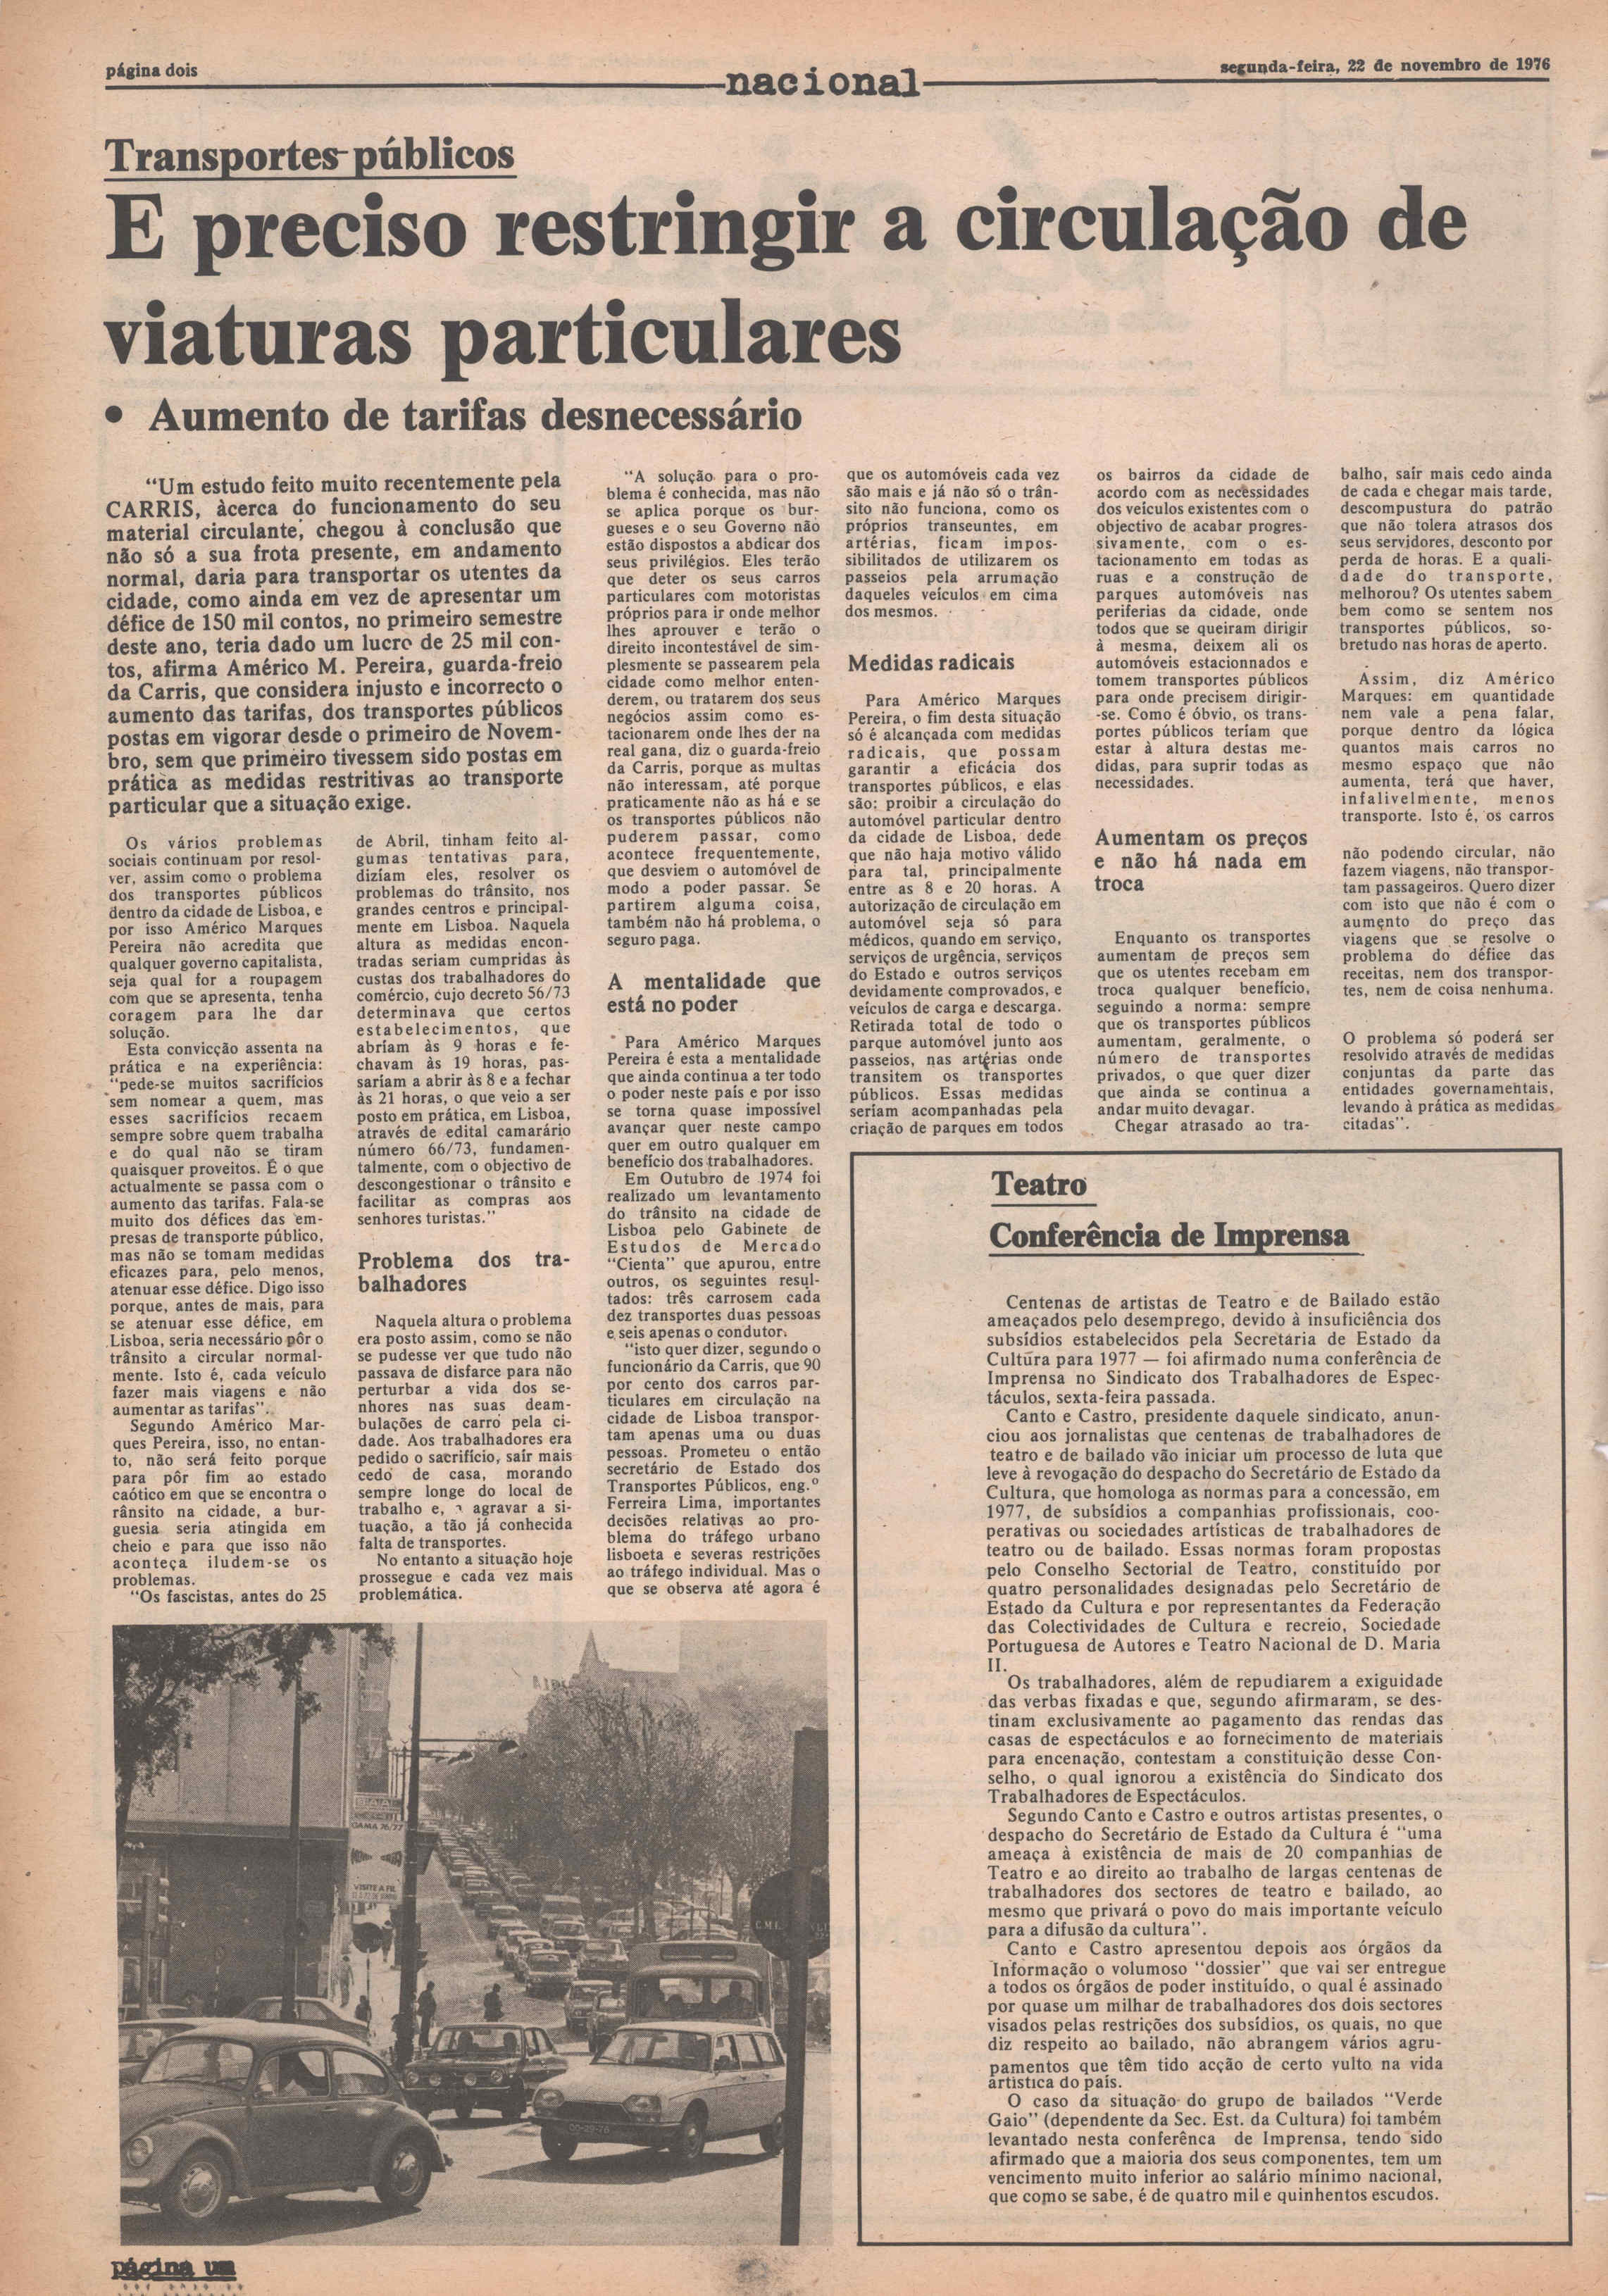 página dois
nacional
segunda-feira, 22 de novembro de 1976
Transportes públicos
E preciso restringir a circulação de
viaturas particulares
• Aumento de tarifas desnecessário
"Um estudo feito muito recentemente pela
CARRIS, àcerca do funcionamento do seu
material circulante, chegou à conclusão que
não só a sua frota presente, em andamento
normal, daria para transportar os utentes da
cidade, como ainda em vez de apresentar um
défice de 150 mil contos, no primeiro semestre
deste ano, teria dado um lucro de 25 mil con-
tos, afirma Américo M. Pereira, guarda-freio
da Carris, que considera injusto e incorrecto o
aumento das tarifas, dos transportes públicos
postas em vigorar desde o primeiro de Novem-
bro, sem que primeiro tivessem sido postas em
prática as medidas restritivas ao transporte
particular que a situação exige.
Os vários problemas
sociais continuam por resol-
ver, assim como o problema
dos transportes públicos
dentro da cidade de Lisboa, e
por isso Américo Marques
Pereira não acredita que
qualquer governo capitalista,
seja qual for a roupagem
com que se apresenta, tenha
coragem para lhe dar
solução.
Esta convicção assenta na
prática e na experiência:
"pede-se muitos sacrifícios
sem nomear a quem, mas
esses sacrifícios recaem
sempre sobre quem trabalha
e do qual não se tiram
quaisquer proveitos. É o que
actualmente se passa com o
aumento das tarifas. Fala-se
muito dos défices das em-
presas de transporte público,
mas não se tomam medidas
eficazes para, pelo menos,
atenuar esse défice. Digo isso
porque, antes de mais, para
se atenuar esse défice, em
Lisboa, seria necessário pôr o
trânsito a circular normal-
mente. Isto é, cada veículo
fazer mais viagens e não
aumentar as tarifas".
Segundo Américo Mar-
ques Pereira, isso, no entan-
to, não será feito porque
para pôr fim ao estado
caótico em que se encontra o
rânsito na cidade, a bur-
guesia seria atingida em
cheio e para que isso não
aconteça iludem-se os
problemas.
"Os fascistas, antes do 25
de Abril, tinham feito al-
gumas tentativas para,
diziam eles, resolver os
problemas do trânsito, nos
grandes centros e principal-
mente em Lisboa. Naquela
altura as medidas encon-
tradas seriam cumpridas às
custas dos trabalhadores do
comércio, cujo decreto 56/73
determinava que certos
estabelecimentos, que
abriam às 9 horas e fe-
chavam às 19 horas, pas-
sariam a abrir às 8 e a fechar
às 21 horas, o que veio a ser
posto em prática, em Lisboa,
através de edital camarário
número 66/73, fundamen-
talmente, com o objectivo de
descongestionar o trânsito e
facilitar as compras aos
senhores turistas."
Problema dos tra-
balhadores
Naquela altura o problema
era posto assim, como se não
se pudesse ver que tudo não
passava de disfarce para não
perturbar a vida dos se-
nhores nas suas deam-
bulações de carro pela ci-
dade. Aos trabalhadores era
pedido o sacrifício, saír mais
cedo de casa, morando
sempre longe do local de
trabalho e, agravar a si-
tuação, a tão já conhecida
falta de transportes.
No entanto a situação hoje
prossegue e cada vez mais
problemática.
"A solução para o pro-
blema é conhecida, mas não
se aplica porque os bur-
gueses e o seu Governo não
estão dispostos a abdicar dos
seus privilégios. Eles terão
que deter os seus carros
particulares com motoristas
próprios para ir onde melhor
lhes aprouver e terão o
direito incontestável de sim-
plesmente se passearem pela
cidade como melhor enten-
derem, ou tratarem dos seus
negócios assim como es-
tacionarem onde lhes der na
real gana, diz o guarda-freio
da Carris, porque as multas
não interessam, até porque
praticamente não as há e se
os transportes públicos não
puderem passar, como
acontece frequentemente,
que desviem o automóvel de
modo a poder passar. Se
partirem alguma coisa,
também não há problema, o
seguro paga.
A mentalidade que
está no poder
Para Américo Marques
Pereira é esta a mentalidade
que ainda continua a ter todo
o poder neste país e por isso
se torna quase impossível
avançar quer neste campo
quer em outro qualquer em
benefício dos trabalhadores.
Em Outubro de 1974 foi
realizado um levantamento
do trânsito na cidade de
Lisboa pelo Gabinete de
Estudos de Mercado
"Cienta" que apurou, entre
outros, os seguintes resul-
tados: três carrosem cada
dez transportes duas pessoas
e seis apenas o condutor.
"isto quer dizer, segundo o
funcionário da Carris, que 90
por cento dos carros par-
ticulares em circulação na
cidade de Lisboa transpor-
tam apenas uma ou duas
pessoas. Prometeu o então
secretário de Estado dos
Transportes Públicos, eng.º
Ferreira Lima, importantes
decisões relativas ao pro-
blema do tráfego urbano
lisboeta e severas restrições
ao tráfego individual. Mas o
que se observa até agora é
que os automóveis cada vez
são mais e já não só o trân-
sito não funciona, como os
próprios transeuntes, em
artérias, ficam impos-
sibilitados de utilizarem os
passeios pela arrumação
daqueles veículos em cima
dos mesmos.
Medidas radicais
Para Américo Marques
Pereira, o fim desta situação
só é alcançada com medidas
radicais, que possam
garantir a eficácia dos
transportes públicos, e elas
são: proibir a circulação do
automóvel particular dentro
da cidade de Lisboa, dede
que não haja motivo válido
para tal, principalmente
entre as 8 e 20 horas. A
autorização de circulação em
automóvel seja só para
médicos, quando em serviço,
serviços de urgência, serviços
do Estado e outros serviços
devidamente comprovados, e
veículos de carga e descarga.
Retirada total de todo o
parque automóvel junto aos
passeios, nas artérias onde
transitem os transportes
públicos. Essas medidas
seriam acompanhadas pela
criação de parques em todos
os bairros da cidade de
acordo com as necessidades
dos veículos existentes com o
objectivo de acabar progres-
sivamente, com o es-
tacionamento em todas as
ruas e a construção de
parques automóveis nas
periferias da cidade, onde
todos que se queiram dirigir
à mesma, deixem ali os
automóveis estacionnados e
tomem transportes públicos
para onde precisem dirigir-
-se. Como é óbvio, os trans-
portes públicos teriam que
estar à altura destas me-
didas, para suprir todas as
necessidades.
Aumentam os preços
e não há nada em
troca
Enquanto os transportes
aumentam de preços sem
que os utentes recebam em
troca qualquer benefício,
seguindo a norma: sempre
que os transportes públicos
aumentam, geralmente, o
número de transportes
privados, o que quer dizer
que ainda se continua a
andar muito devagar.
Chegar atrasado ao tra-
balho, saír mais cedo ainda
de cada e chegar mais tarde,
descompustura do patrão
que não tolera atrasos dos
seus servidores, desconto por
perda de horas. E a quali-
dade do transporte,
melhorou? Os utentes sabem
bem como se sentem nos
transportes públicos, so-
bretudo nas horas de aperto.
Assim, diz Américo
Marques: em quantidade
nem vale a pena falar,
porque dentro da lógica
quantos mais carros no
mesmo espaço que não
aumenta, terá que haver,
infalivelmente, menos
transporte. Isto é, os carros
não podendo circular, não
fazem viagens, não transpor-
tam passageiros. Quero dizer
com isto que não é com o
aumento do preço das
viagens que se resolve o
problema do défice das
receitas, nem dos transpor-
tes, nem de coisa nenhuma.
O problema só poderá ser
resolvido através de medidas
conjuntas da parte das
entidades governamentais,
levando à prática as medidas
citadas".
Teatro
Conferência de Imprensa
Centenas de artistas de Teatro e de Bailado estão
ameaçados pelo desemprego, devido à insuficiência dos
subsídios estabelecidos pela Secretaria de Estado da
Cultura para 1977 — foi afirmado numa conferência de
Imprensa no Sindicato dos Trabalhadores de Espec-
táculos, sexta-feira passada.
Canto e Castro, presidente daquele sindicato, anun-
ciou aos jornalistas que centenas de trabalhadores de
teatro e de bailado vão iniciar um processo de luta que
leve à revogação do despacho do Secretário de Estado da
Cultura, que homologa as normas para a concessão, em
1977, de subsídios a companhias profissionais, coo-
perativas ou sociedades artísticas de trabalhadores de
teatro ou de bailado. Essas normas foram propostas
pelo Conselho Sectorial de Teatro, constituído por
quatro personalidades designadas pelo Secretário de
Estado da Cultura e por representantes da Federação
das Colectividades de Cultura e recreio, Sociedade
Portuguesa de Autores e Teatro Nacional de D. Maria
II.
Os trabalhadores, além de repudiarem a exiguidade
das verbas fixadas e que, segundo afirmaram, se des-
tinam exclusivamente ao pagamento das rendas das
casas de espectáculos e ao fornecimento de materiais
para encenação, contestam a constituição desse Con-
selho, o qual ignorou a existência do Sindicato dos
Trabalhadores de Espectáculos.
Segundo Canto e Castro e outros artistas presentes, o
despacho do Secretário de Estado da Cultura é "uma
ameaça à existência de mais de 20 companhias de
Teatro e ao direito ao trabalho de largas centenas de
trabalhadores dos sectores de teatro e bailado, ao
mesmo que privará o povo do mais importante veículo
para a difusão da cultura".
Canto e Castro apresentou depois aos órgãos da
Informação o volumoso "dossier" que vai ser entregue
a todos os órgãos de poder instituído, o qual é assinado
por quase um milhar de trabalhadores dos dois sectores
visados pelas restrições dos subsídios, os quais, no que
diz respeito ao bailado, não abrangem vários agru-
pamentos que têm tido acção de certo vulto na vida
artística do país.
O caso da situação do grupo de bailados "Verde
Gaio" (dependente da Sec. Est. da Cultura) foi também
levantado nesta conferênca de Imprensa, tendo sido
afirmado que a maioria dos seus componentes, tem um
vencimento muito inferior ao salário mínimo nacional,
que como se sabe, é de quatro mil e quinhentos escudos.
GAMA 76/77
VISITE A FIL
C.M.L.
página um